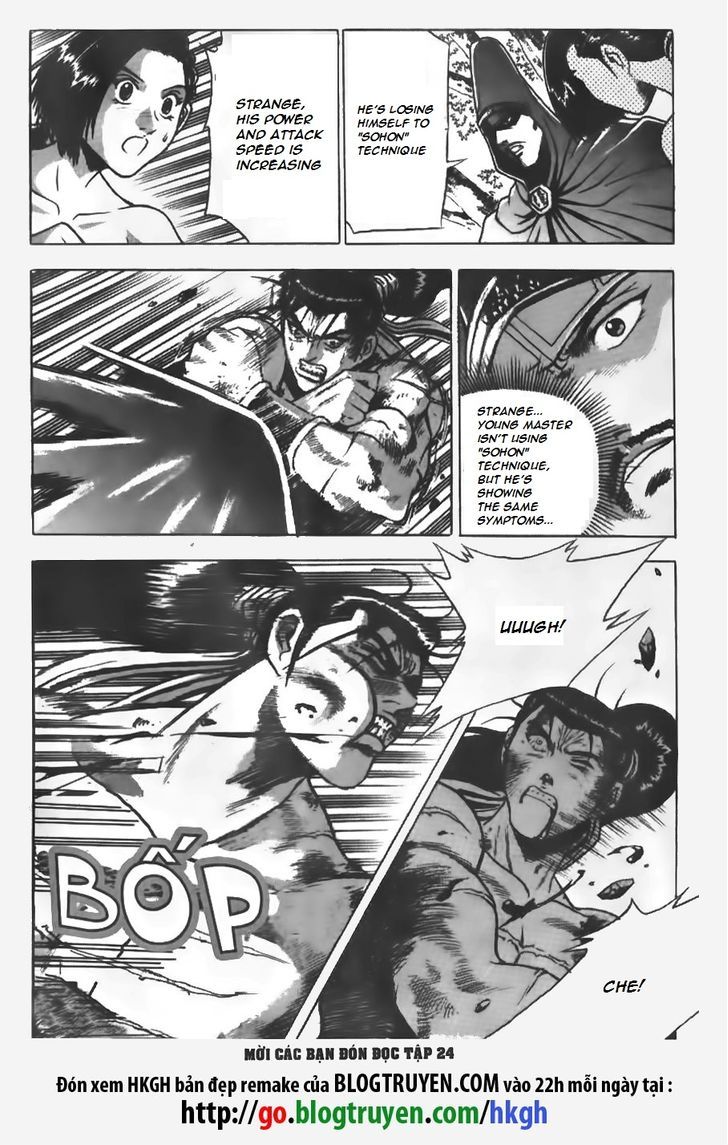 STRANGE,
HIS POWER
AND ATTACK
SPEED IS
INCREASING
HE'S LOSING
HIMSELF TO
"SOHON"
TECHNIQUE
STRANGE...
YOUNG MASTER
ISN'T USING
"SOHON"
TECHNIQUE,
BUT HE'S
SHOWING
THE SAME
SYMPTOMS...
UUUGH!
BỐP
CHE!
MỜI CÁC BẠN ĐÓN ĐỌC TẬP 24
Đón xem HKGH bản đẹp remake của BLOGTRUYEN.COM vào 22h mỗi ngày tại :
http://go.blogtruyen.com/hkgh